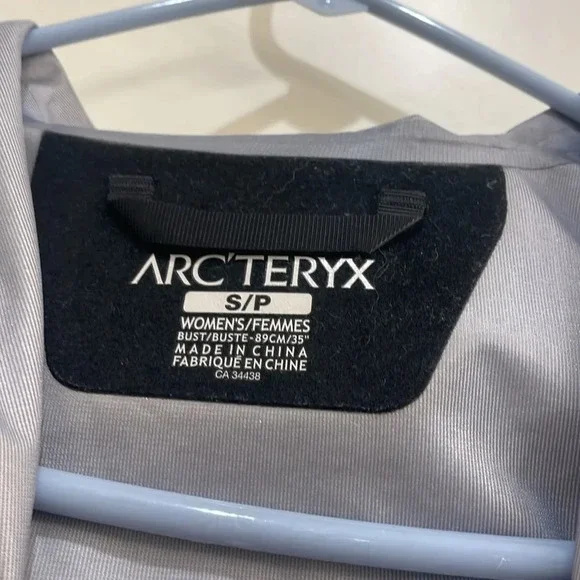 ARC'TERYX
S/P
WOMEN'S/FEMMES
BUST/BUSTE-89CM/35"
MADE IN CHINA
FABRIQUÉ EN CHINE
CA 34438